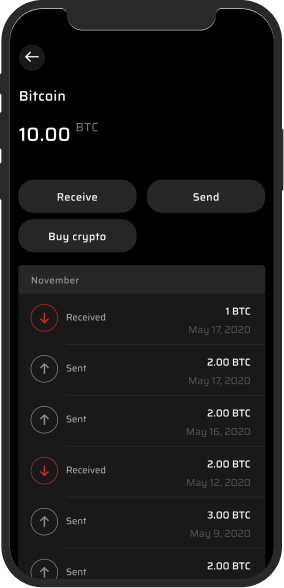 Bitcoin
10.00 BTC
Receive
Send
Buy crypto
November
Received
1 BTC
May 17, 2020
Sent
2.00 BTC
May 17, 2020
Sent
2.00 BTC
May 16, 2020
Received
2.00 BTC
May 12, 2020
Sent
3.00 BTC
May 9, 2020
Sent
2.00 BTC